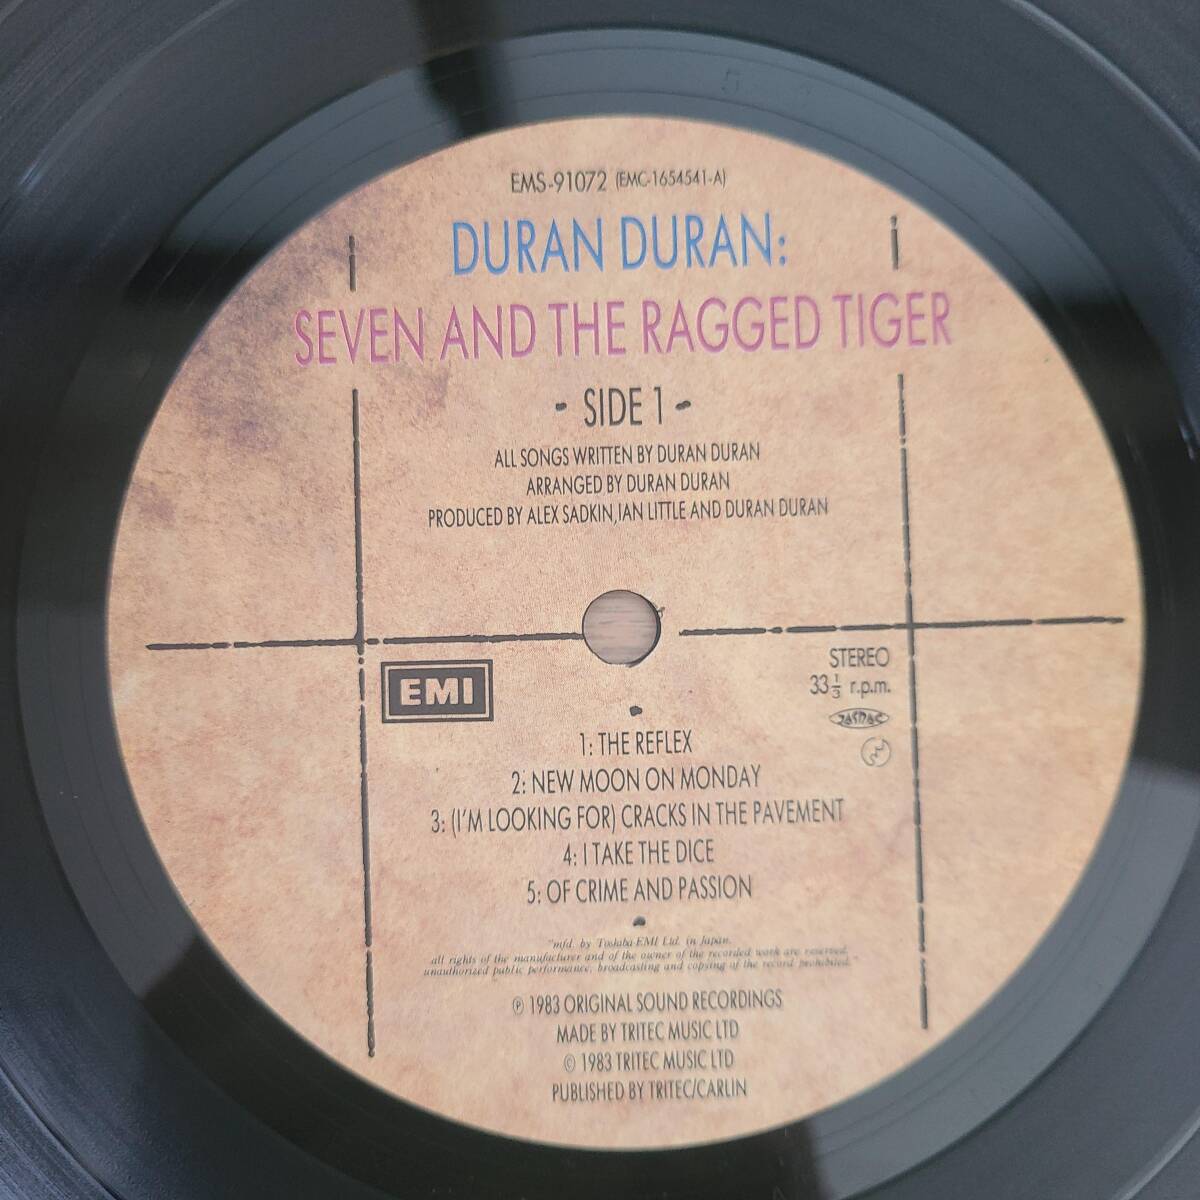 EMS-91072 (EMC-1654541-A)
DURAN DURAN:
SEVEN AND THE RAGGED TIGER
- SIDE 1 -
ALL SONGS WRITTEN BY DURAN DURAN
ARRANGED BY DURAN DURAN
PRODUCED BY ALEX SADKIN, IAN LITTLE AND DURAN DURAN
EMI
STEREO
33 1/3 r.p.m.
JASRAC
1: THE REFLEX
2: NEW MOON ON MONDAY
3: (I'M LOOKING FOR) CRACKS IN THE PAVEMENT
4: I TAKE THE DICE
5: OF CRIME AND PASSION
"mfd. by Toshiba EMI Ltd. in Japan.
all rights of the manufacturer and of the owner of the recorded work are reserved.
unauthorized public performance, broadcasting and copying of the record prohibited."
℗ 1983 ORIGINAL SOUND RECORDINGS
MADE BY TRITEC MUSIC LTD
© 1983 TRITEC MUSIC LTD
PUBLISHED BY TRITEC/CARLIN